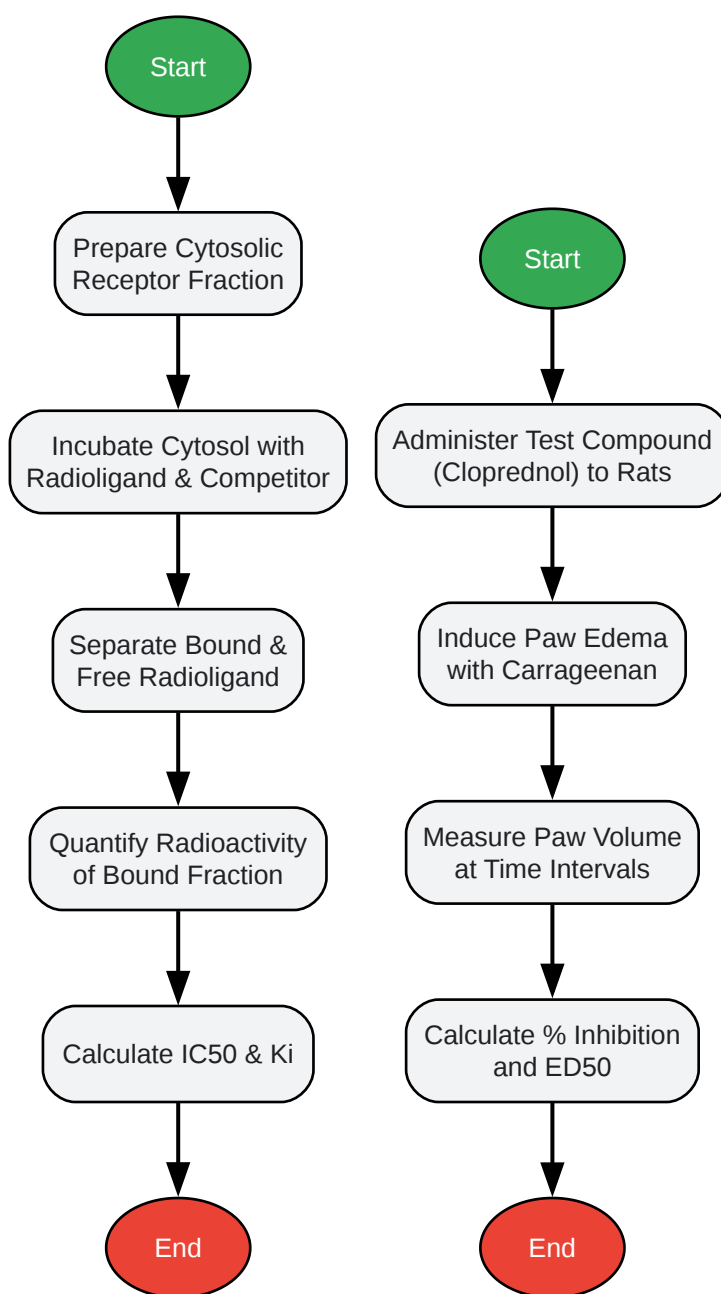 Start
Prepare Cytosolic
Receptor Fraction
Incubate Cytosol with
Radioligand & Competitor
Separate Bound &
Free Radioligand
Quantify Radioactivity
of Bound Fraction
Calculate IC50 & Ki
End
Start
Administer Test Compound
(Cloprednol) to Rats
Induce Paw Edema
with Carrageenan
Measure Paw Volume
at Time Intervals
Calculate % Inhibition
and ED50
End